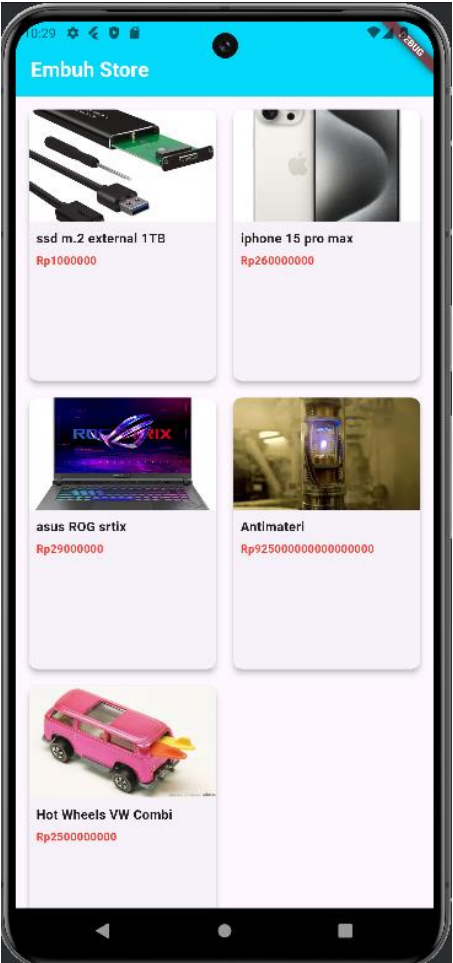 10:29
DEBUG
Embuh Store
ssd m.2 external 1TB
Rp1000000
iphone 15 pro max
Rp260000000
asus ROG srtix
Rp29000000
Antimateri
Rp925000000000000000
Hot Wheels VW Combi
Rp2500000000